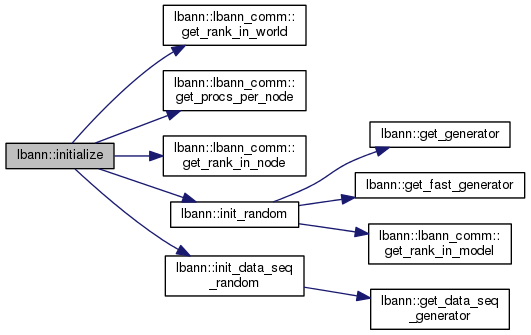 lbann::initialize
lbann::lbann_comm::
get_rank_in_world
lbann::lbann_comm::
get_procs_per_node
lbann::lbann_comm::
get_rank_in_node
lbann::init_random
lbann::init_data_seq
_random
lbann::get_generator
lbann::get_fast_generator
lbann::lbann_comm::
get_rank_in_model
lbann::get_data_seq
_generator